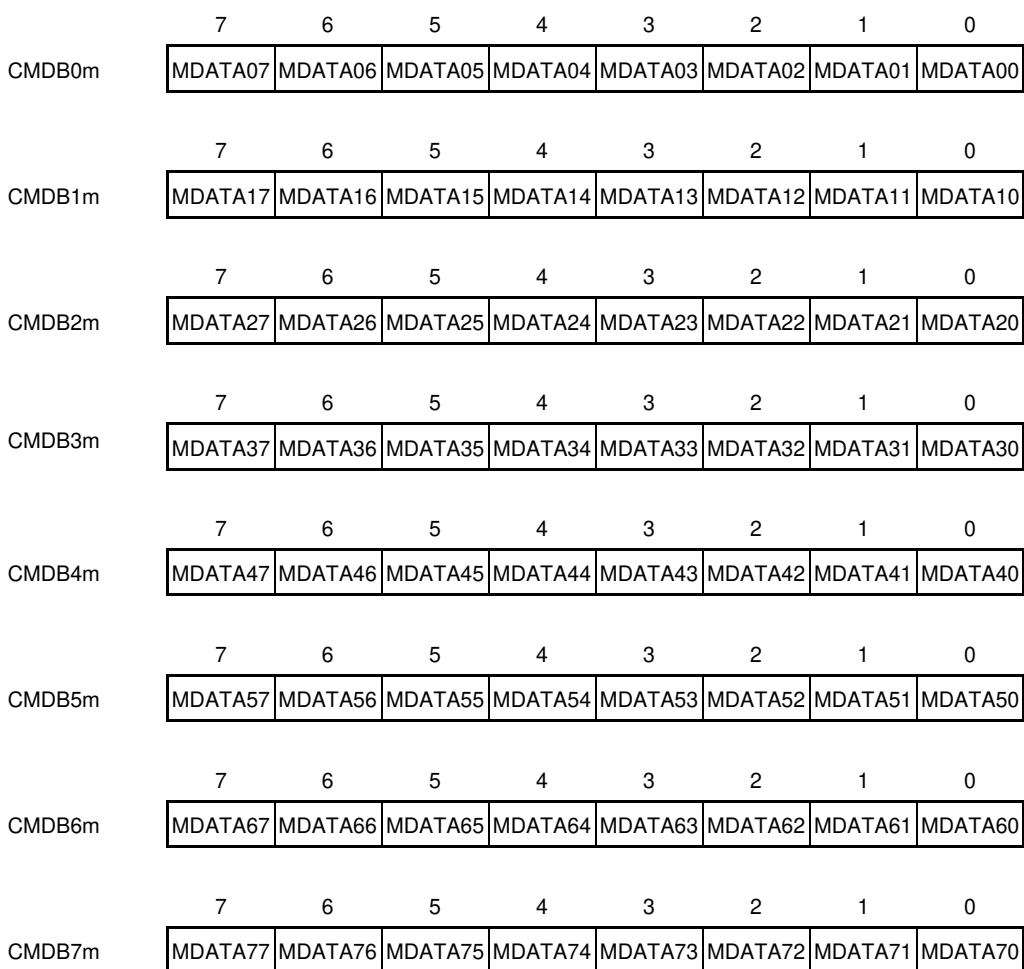 7 6 5 4 3 2 1 0
CMDB0m MDATA07 MDATA06 MDATA05 MDATA04 MDATA03 MDATA02 MDATA01 MDATA00
7 6 5 4 3 2 1 0
CMDB1m MDATA17 MDATA16 MDATA15 MDATA14 MDATA13 MDATA12 MDATA11 MDATA10
7 6 5 4 3 2 1 0
CMDB2m MDATA27 MDATA26 MDATA25 MDATA24 MDATA23 MDATA22 MDATA21 MDATA20
7 6 5 4 3 2 1 0
CMDB3m MDATA37 MDATA36 MDATA35 MDATA34 MDATA33 MDATA32 MDATA31 MDATA30
7 6 5 4 3 2 1 0
CMDB4m MDATA47 MDATA46 MDATA45 MDATA44 MDATA43 MDATA42 MDATA41 MDATA40
7 6 5 4 3 2 1 0
CMDB5m MDATA57 MDATA56 MDATA55 MDATA54 MDATA53 MDATA52 MDATA51 MDATA50
7 6 5 4 3 2 1 0
CMDB6m MDATA67 MDATA66 MDATA65 MDATA64 MDATA63 MDATA62 MDATA61 MDATA60
7 6 5 4 3 2 1 0
CMDB7m MDATA77 MDATA76 MDATA75 MDATA74 MDATA73 MDATA72 MDATA71 MDATA70